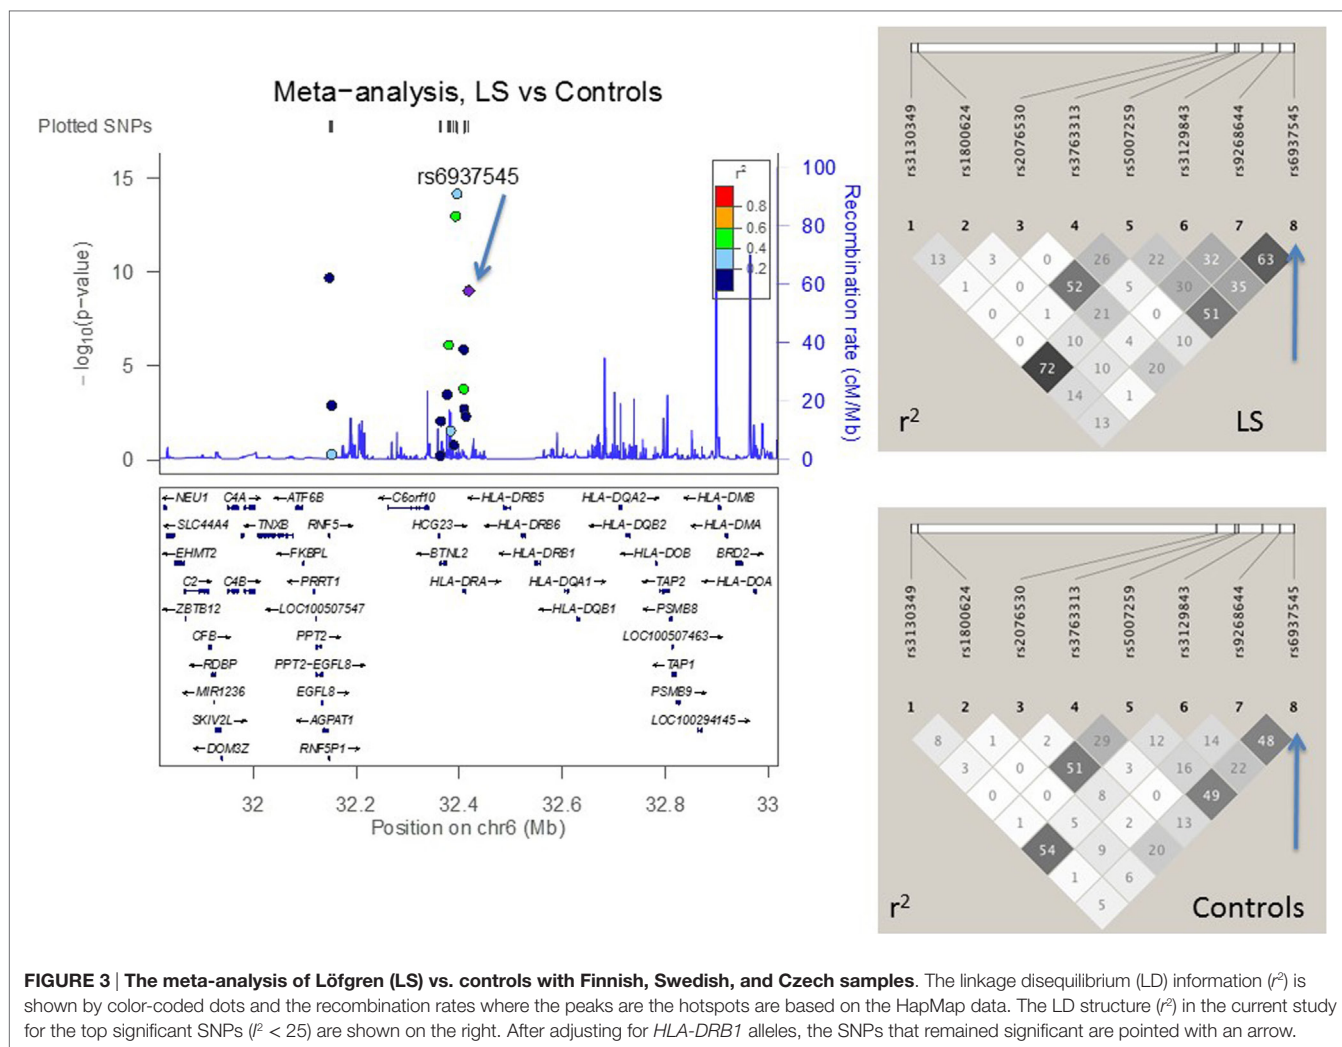 Meta−analysis, LS vs Controls
Plotted SNPs
rs6937545
r²
0.8
0.6
0.4
0.2
15
10
5
0
− log10(p−value)
100
80
60
40
20
0
Recombination rate (cM/Mb)
←NEU1 C4A→ ←ATF6B ←C6orf10 ←HLA−DRB5 HLA−DQA2→ ←HLA−DMB
←SLC44A4 ←TNXB RNF5→ HCG23→ ←HLA−DRB6 ←HLA−DQB2 ←HLA−DMA
←EHMT2 ←FKBPL ←BTNL2 ←HLA−DRB1 ←HLA−DOB BRD2→
C2→ C4B→ ←PRRT1 HLA−DRA→ HLA−DQA1→ ←TAP2 ←HLA−DOA
←ZBTB12 ←LOC100507547 ←HLA−DQB1 ←PSMB8
CFB→ PPT2→ LOC100507463→
←RDBP PPT2−EGFL8→ ←TAP1
←MIR1236 EGFL8→ PSMB9→
SKIV2L→ ←AGPAT1 LOC100294145→
←DOM3Z RNF5P1→
32 32.2 32.4 32.6 32.8 33
Position on chr6 (Mb)
rs3130349 rs1800624 rs2076530 rs3763313 rs5007259 rs3129843 rs9268644 rs6937545
1 2 3 4 5 6 7 8
13 3 0 26 22 32 63
1 0 52 5 30 35
0 1 21 0 51
0 10 4 10
72 10 20
14 1
13
r²
LS
rs3130349 rs1800624 rs2076530 rs3763313 rs5007259 rs3129843 rs9268644 rs6937545
1 2 3 4 5 6 7 8
8 1 2 29 12 14 48
3 0 51 3 16 22
0 0 8 0 49
1 5 2 13
54 9 20
1 6
5
r²
Controls
FIGURE 3 | The meta-analysis of Löfgren (LS) vs. controls with Finnish, Swedish, and Czech samples. The linkage disequilibrium (LD) information (r²) is
shown by color-coded dots and the recombination rates where the peaks are the hotspots are based on the HapMap data. The LD structure (r²) in the current study
for the top significant SNPs (I² < 25) are shown on the right. After adjusting for HLA-DRB1 alleles, the SNPs that remained significant are pointed with an arrow.